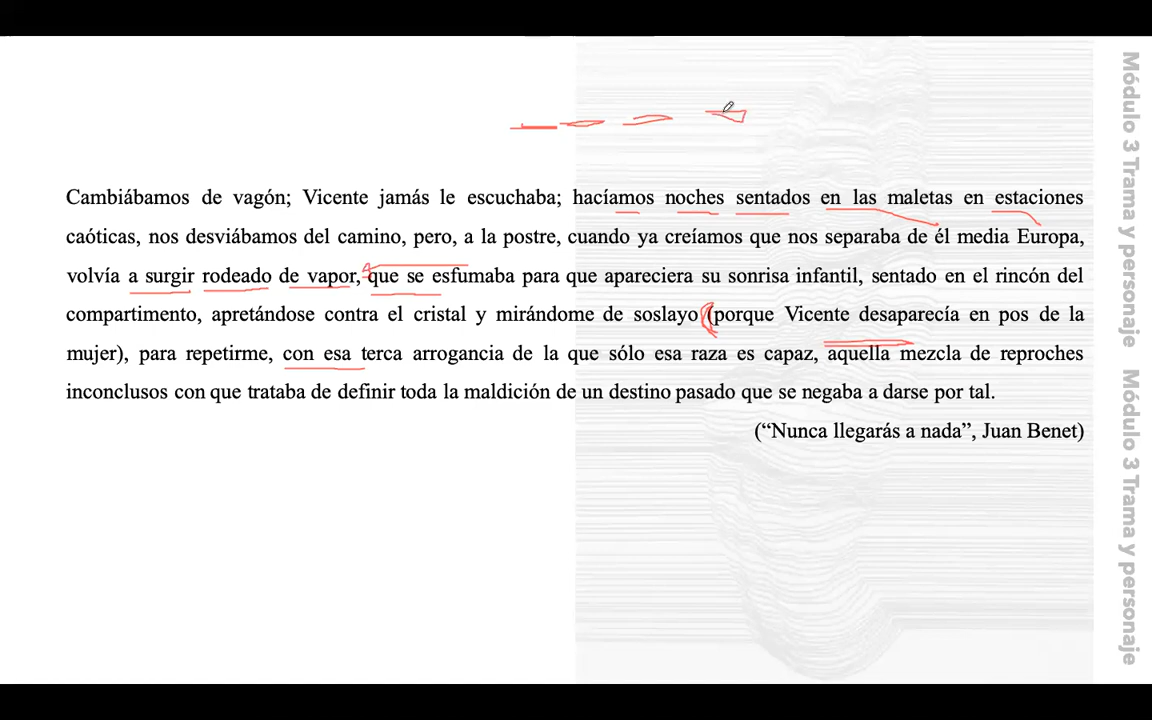 Cambiábamos de vagón; Vicente jamás le escuchaba; hacíamos noches sentados en las maletas en estaciones
caóticas, nos desviábamos del camino, pero, a la postre, cuando ya creíamos que nos separaba de él media Europa,
volvía a surgir rodeado de vapor, que se esfumaba para que apareciera su sonrisa infantil, sentado en el rincón del
compartimento, apretándose contra el cristal y mirándome de soslayo (porque Vicente desaparecía en pos de la
mujer), para repetirme, con esa terca arrogancia de la que sólo esa raza es capaz, aquella mezcla de reproches
inconclusos con que trataba de definir toda la maldición de un destino pasado que se negaba a darse por tal.
(“Nunca llegarás a nada”, Juan Benet)
Módulo 3 Trama y personaje
Módulo 3 Trama y personaje